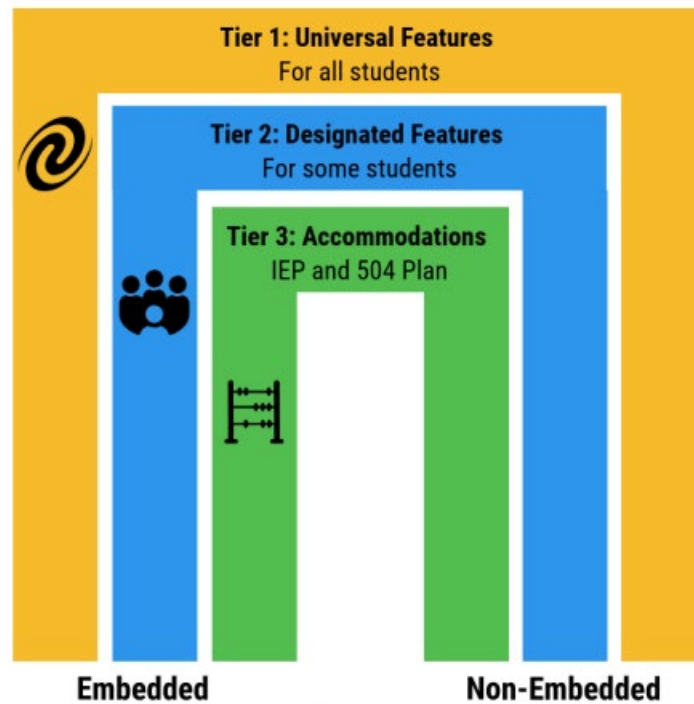 Tier 1: Universal Features
For all students
Tier 2: Designated Features
For some students
Tier 3: Accommodations
IEP and 504 Plan
Embedded
Non-Embedded